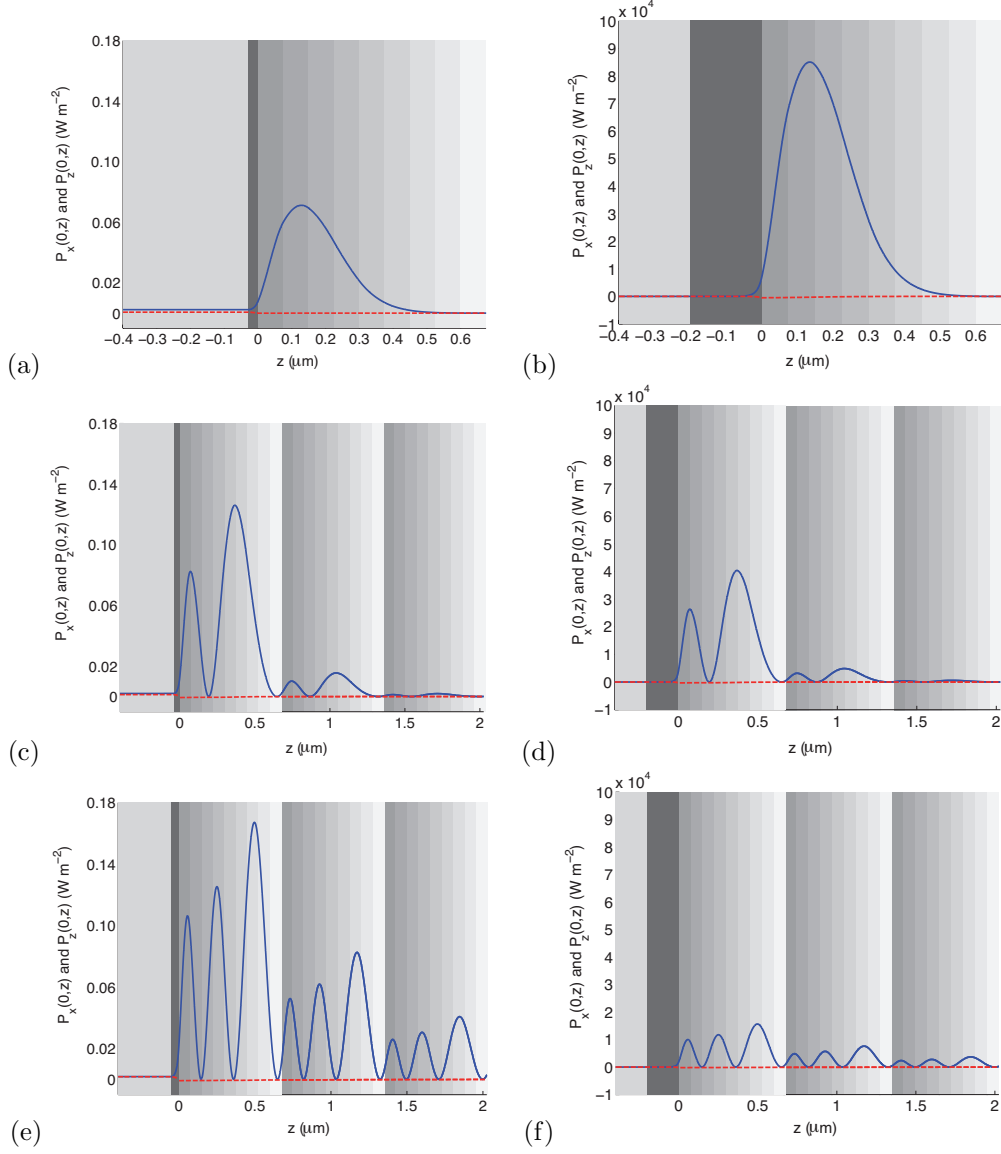 0.18
0.14
0.10
0.06
0.02
0
P_x(0,z) and P_z(0,z) (W m^−2)
−0.4 −0.3 −0.3 −0.2 −0.1 0 0.1 0.2 0.3 0.4 0.5 0.6
z (μm)
(a)
x 10^4
10
9
8
7
6
5
4
3
2
1
0
−1
P_x(0,z) and P_z(0,z) (W m^−2)
−0.4 −0.3 −0.2 −0.1 0 0.1 0.2 0.3 0.4 0.5 0.6
z (μm)
(b)
0.18
0.14
0.10
0.06
0.02
0
P_x(0,z) and P_z(0,z) (W m^−2)
0 0.5 1 1.5 2
z (μm)
(c)
x 10^4
10
9
8
7
6
5
4
3
2
1
0
−1
P_x(0,z) and P_z(0,z) (W m^−2)
0 0.5 1 1.5 2
z (μm)
(d)
0.18
0.14
0.10
0.06
0.02
0
P_x(0,z) and P_z(0,z) (W m^−2)
0 0.5 1 1.5 2
z (μm)
(e)
x 10^4
10
9
8
7
6
5
4
3
2
1
0
−1
P_x(0,z) and P_z(0,z) (W m^−2)
0 0.5 1 1.5 2
z (μm)
(f)